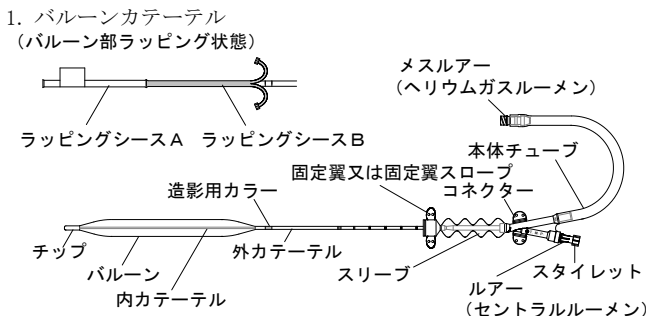 1. バルーンカテーテル
（バルーン部ラッピング状態）
ラッピングシースA ラッピングシースB
メスルアー
（ヘリウムガスルーメン）
本体チューブ
固定翼又は固定翼スロープ
コネクター
造影用カラー
チップ
バルーン
内カテーテル
外カテーテル
スリーブ
スタイレット
ルアー
（セントラルルーメン）